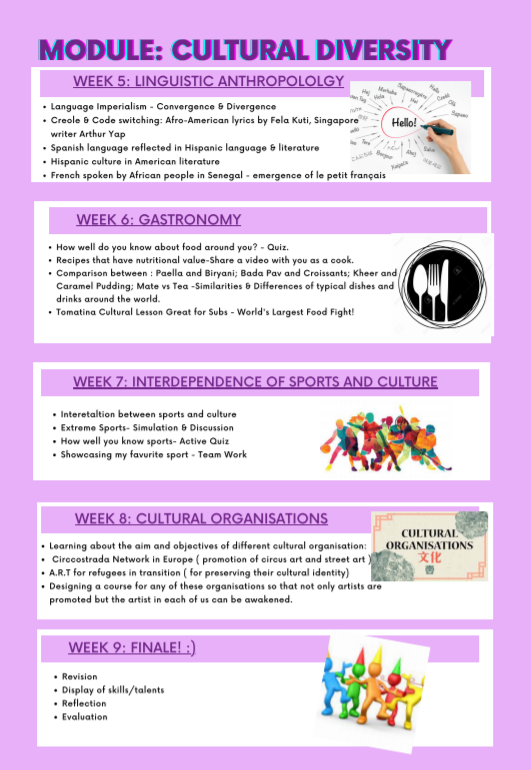 MODULE: CULTURAL DIVERSITY
WEEK 5: LINGUISTIC ANTHROPOLOLGY
• Language Imperialism - Convergence & Divergence
• Creole & Code switching: Afro-American lyrics by Fela Kuti, Singapore
writer Arthur Yap
• Spanish language reflected in Hispanic language & literature
• Hispanic culture in American literature
• French spoken by African people in Senegal - emergence of le petit français
Hello!
WEEK 6: GASTRONOMY
• How well do you know about food around you? - Quiz.
• Recipes that have nutritional value-Share a video with you as a cook.
• Comparison between : Paella and Biryani; Bada Pav and Croissants; Kheer and
Caramel Pudding; Mate vs Tea -Similarities & Differences of typical dishes and
drinks around the world.
• Tomatina Cultural Lesson Great for Subs - World's Largest Food Fight!
WEEK 7: INTERDEPENDENCE OF SPORTS AND CULTURE
• Interetaltion between sports and culture
• Extreme Sports- Simulation & Discussion
• How well you know sports- Active Quiz
• Showcasing my favorite sport - Team Work
WEEK 8: CULTURAL ORGANISATIONS
• Learning about the aim and objectives of different cultural organisation:
• Circcostrada Network in Europe ( promotion of circus art and street art )
• A.R.T for refugees in transition ( for preserving their cultural identity)
• Designing a course for any of these organisations so that not only artists are
promoted but the artist in each of us can be awakened.
CULTURAL
ORGANISATIONS
文化
WEEK 9: FINALE! :)
• Revision
• Display of skills/talents
• Reflection
• Evaluation